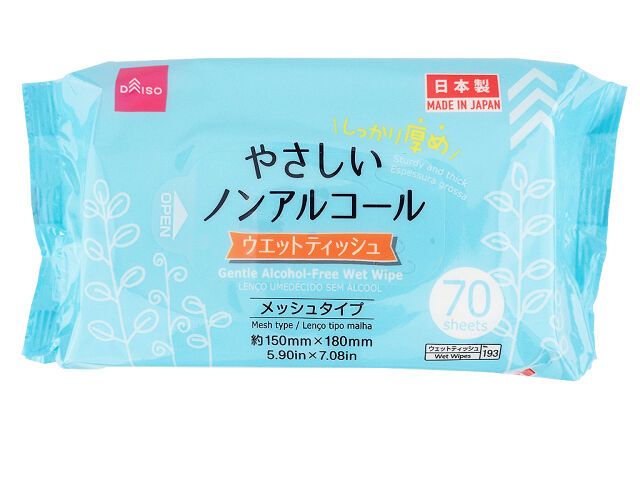 DAISO
日本製
MADE IN JAPAN
しっかり厚め
Sturdy and thick
Espessura grossa
やさしい
ノンアルコール
OPEN
ウエットティッシュ
Gentle Alcohol-Free Wet Wipe
LENÇO UMEDECIDO SEM ALCOOL
メッシュタイプ
Mesh type / Lenço tipo malha
約150mm×180mm
5.90in×7.08in
70
sheets
ウェットティッシュ
Wet Wipes
No.
193